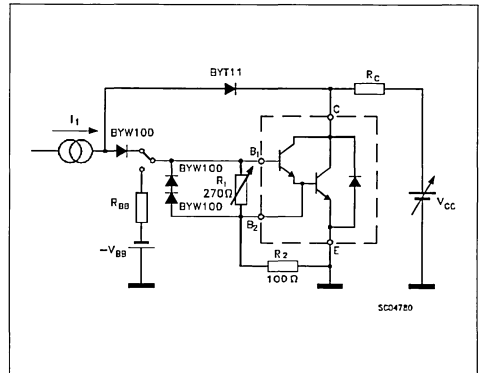 BYT11
R_C
I_1
BYW100
C
B_1
BYW100
R_1
270Ω
BYW100
R_BB
B_2
V_CC
-V_BB
E
R_2
100 Ω
SC04780